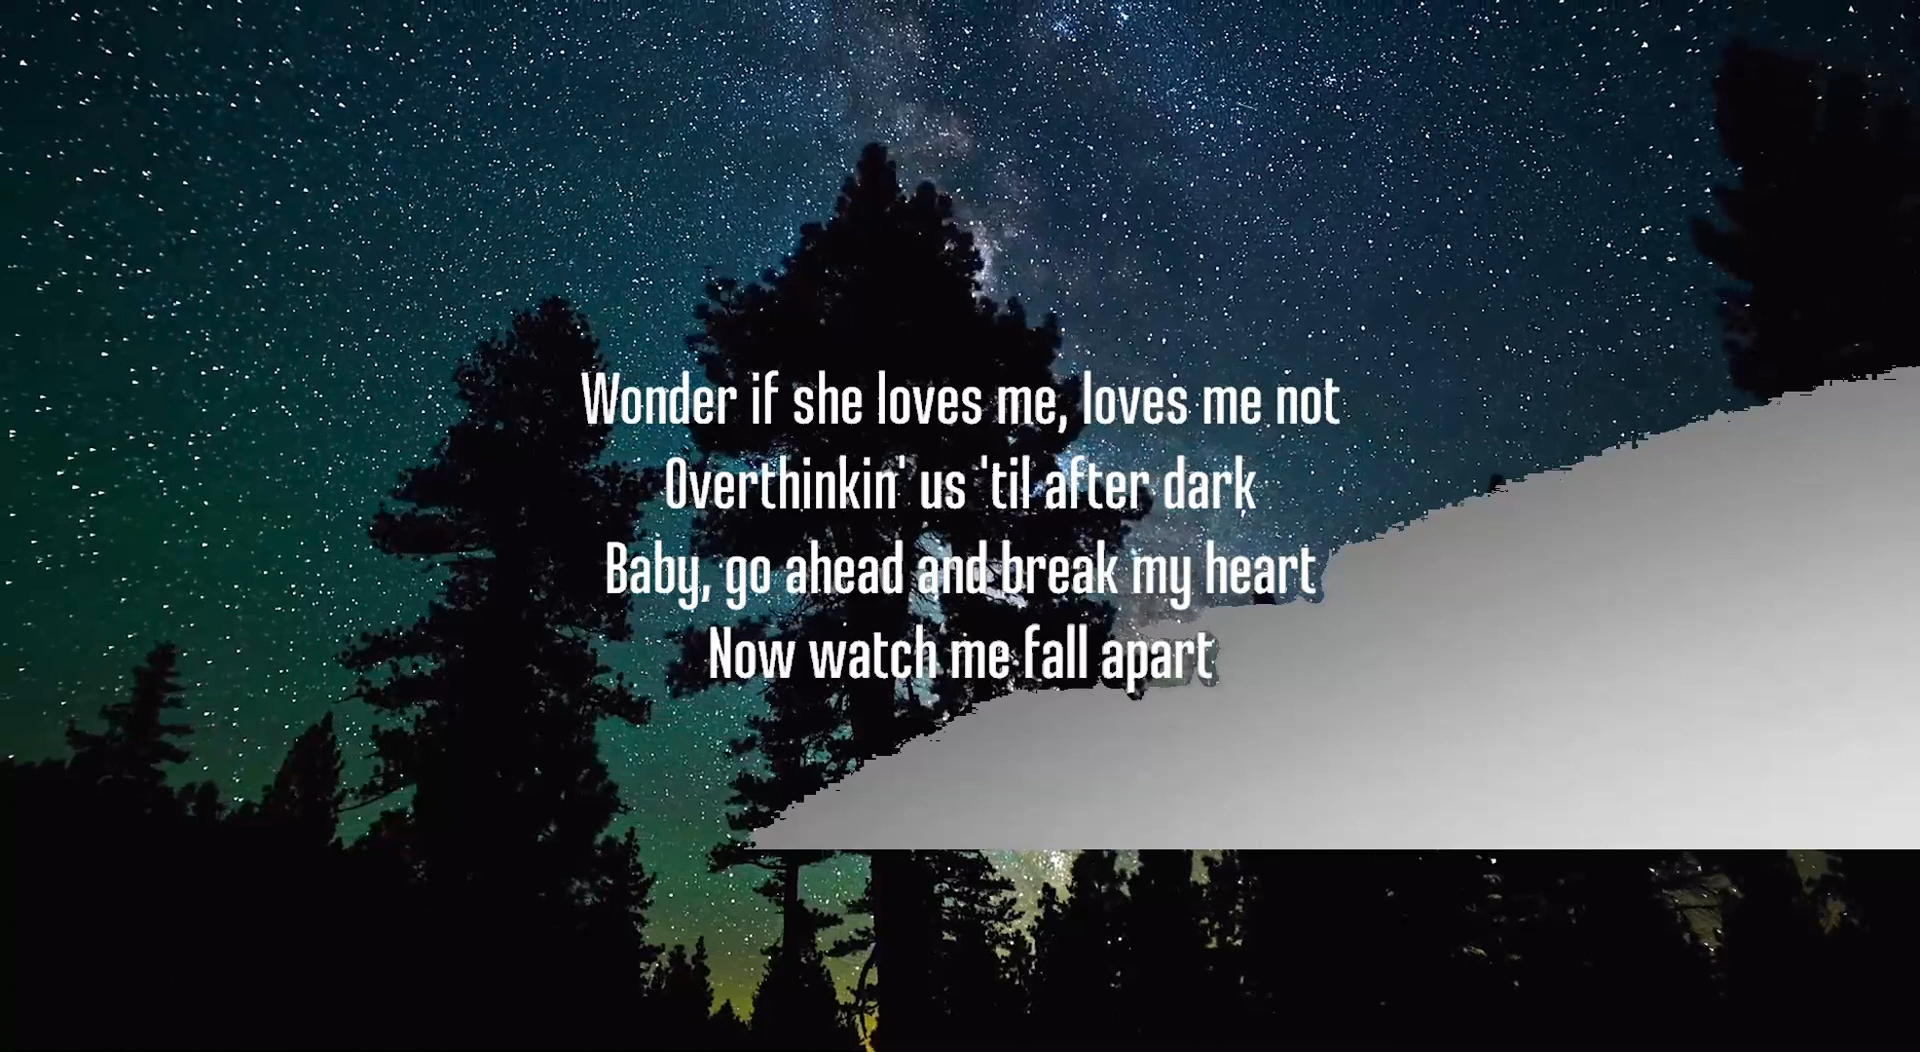 Wonder if she loves me, loves me not
Overthinkin' us 'til after dark
Baby, go ahead and break my heart
Now watch me fall apart